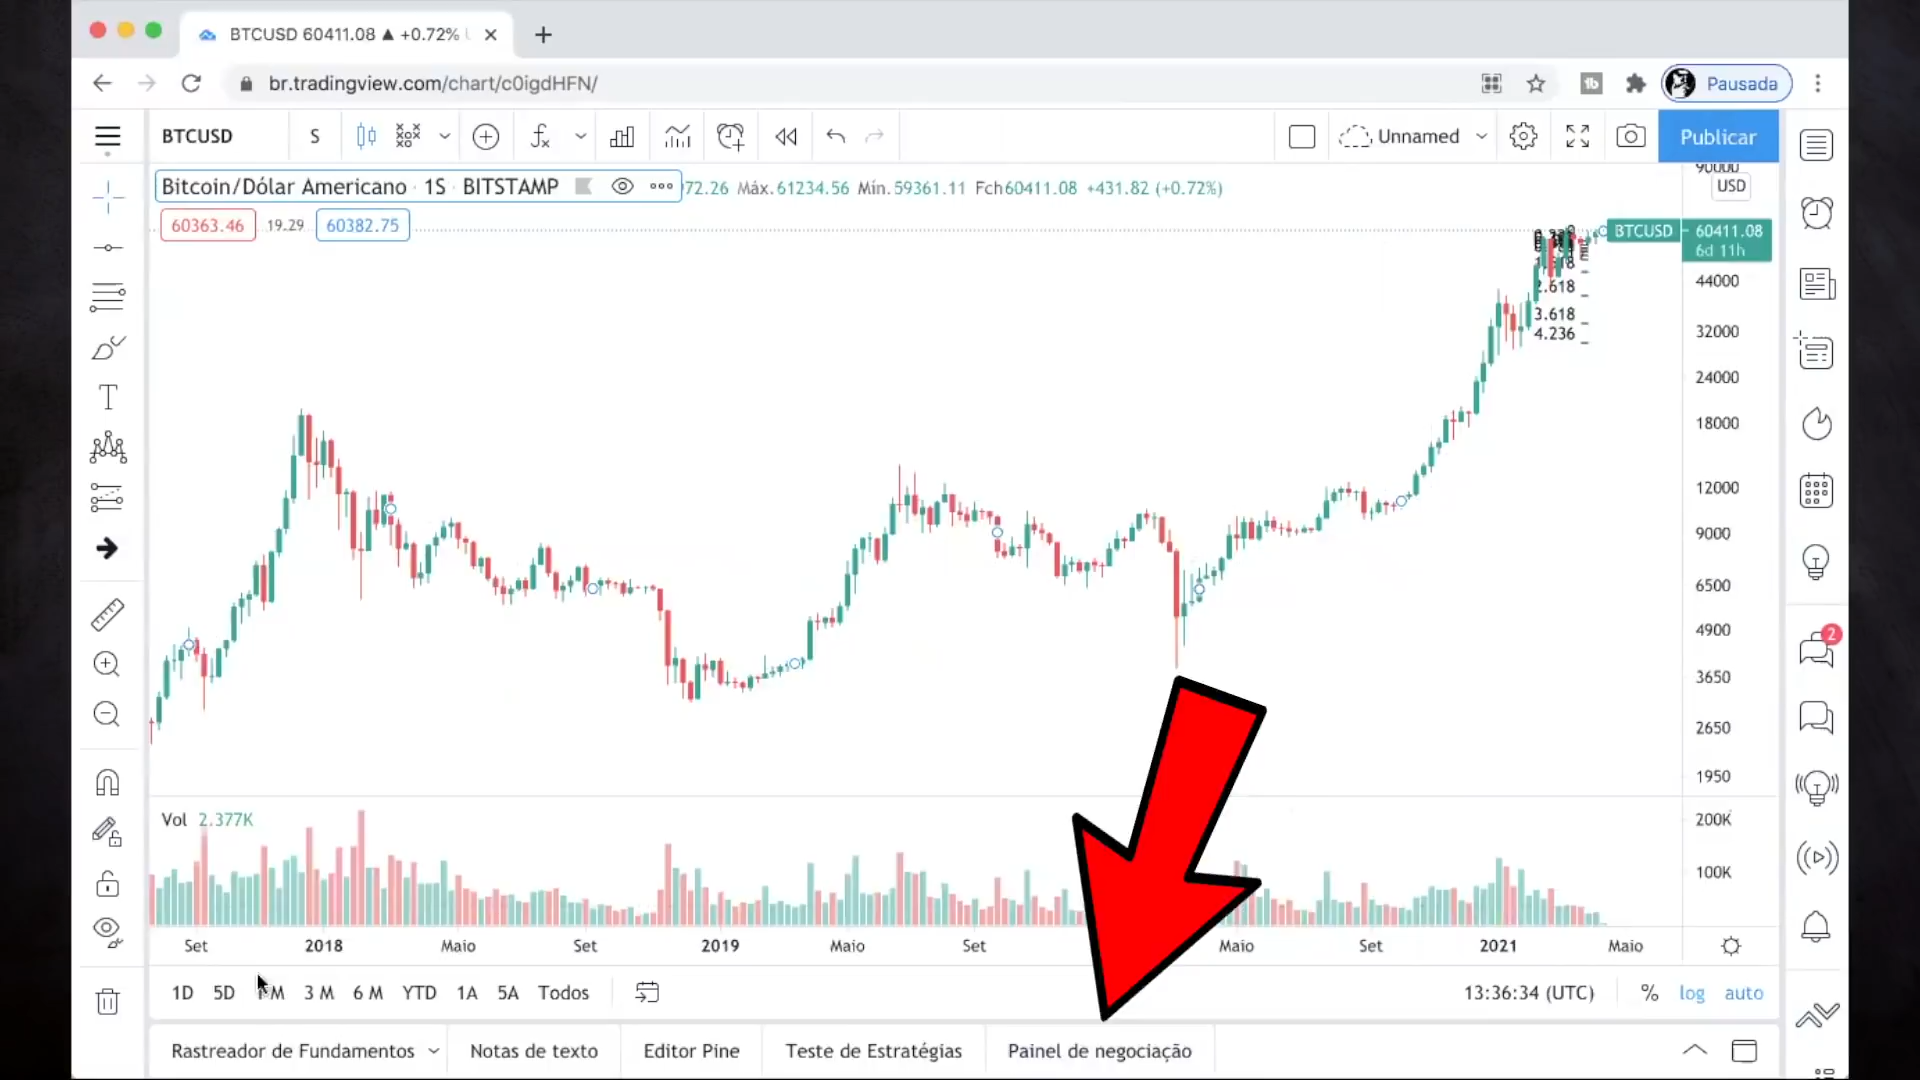 BTCUSD 60411.08 ▲ +0.72%
br.tradingview.com/chart/c0igdHFN/
Pausada
BTCUSD S Unnamed Publicar
Bitcoin/Dólar Americano · 1S · BITSTAMP 72.26 Máx.61234.56 Mín.59361.11 Fch60411.08 +431.82 (+0.72%)
60363.46 19.29 60382.75
90000
USD
BTCUSD 60411.08
6d 11h
44000
32000
24000
18000
12000
9000
6500
4900
3650
2650
1950
2.618
3.618
4.236
2
Vol 2.377K
200K
100K
Set 2018 Maio Set 2019 Maio Set Maio Set 2021 Maio
1D 5D M 3 M 6 M YTD 1A 5A Todos 13:36:34 (UTC) % log auto
Rastreador de Fundamentos Notas de texto Editor Pine Teste de Estratégias Painel de negociação